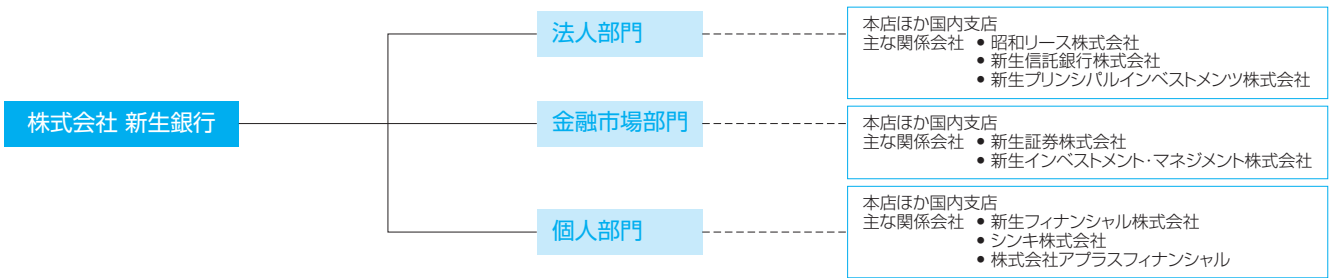 株式会社 新生銀行
法人部門
本店ほか国内支店
主な関係会社 • 昭和リース株式会社
• 新生信託銀行株式会社
• 新生プリンシパルインベストメンツ株式会社
金融市場部門
本店ほか国内支店
主な関係会社 • 新生証券株式会社
• 新生インベストメント・マネジメント株式会社
個人部門
本店ほか国内支店
主な関係会社 • 新生フィナンシャル株式会社
• シンキ株式会社
• 株式会社アプラスフィナンシャル